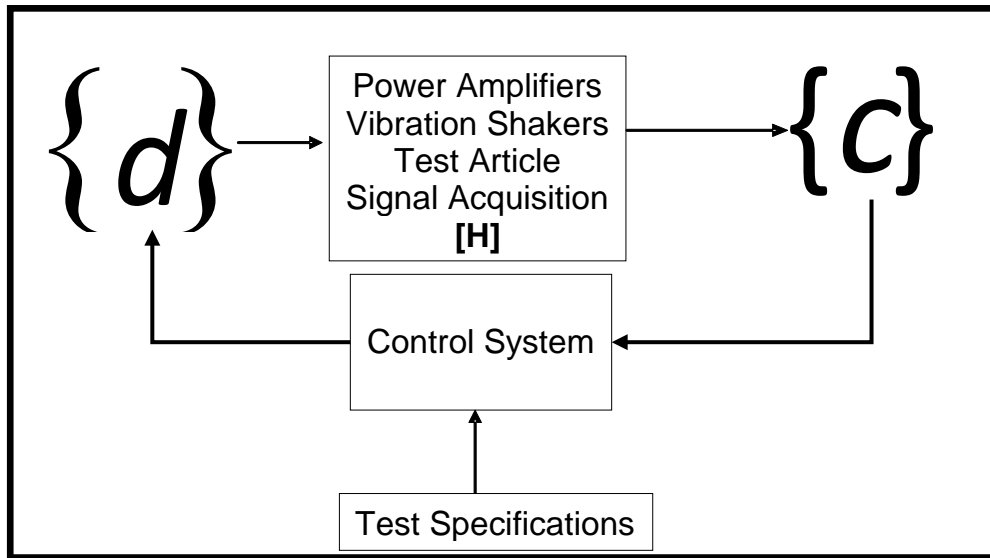 {d}
Power Amplifiers
Vibration Shakers
Test Article
Signal Acquisition
[H]
{c}
Control System
Test Specifications